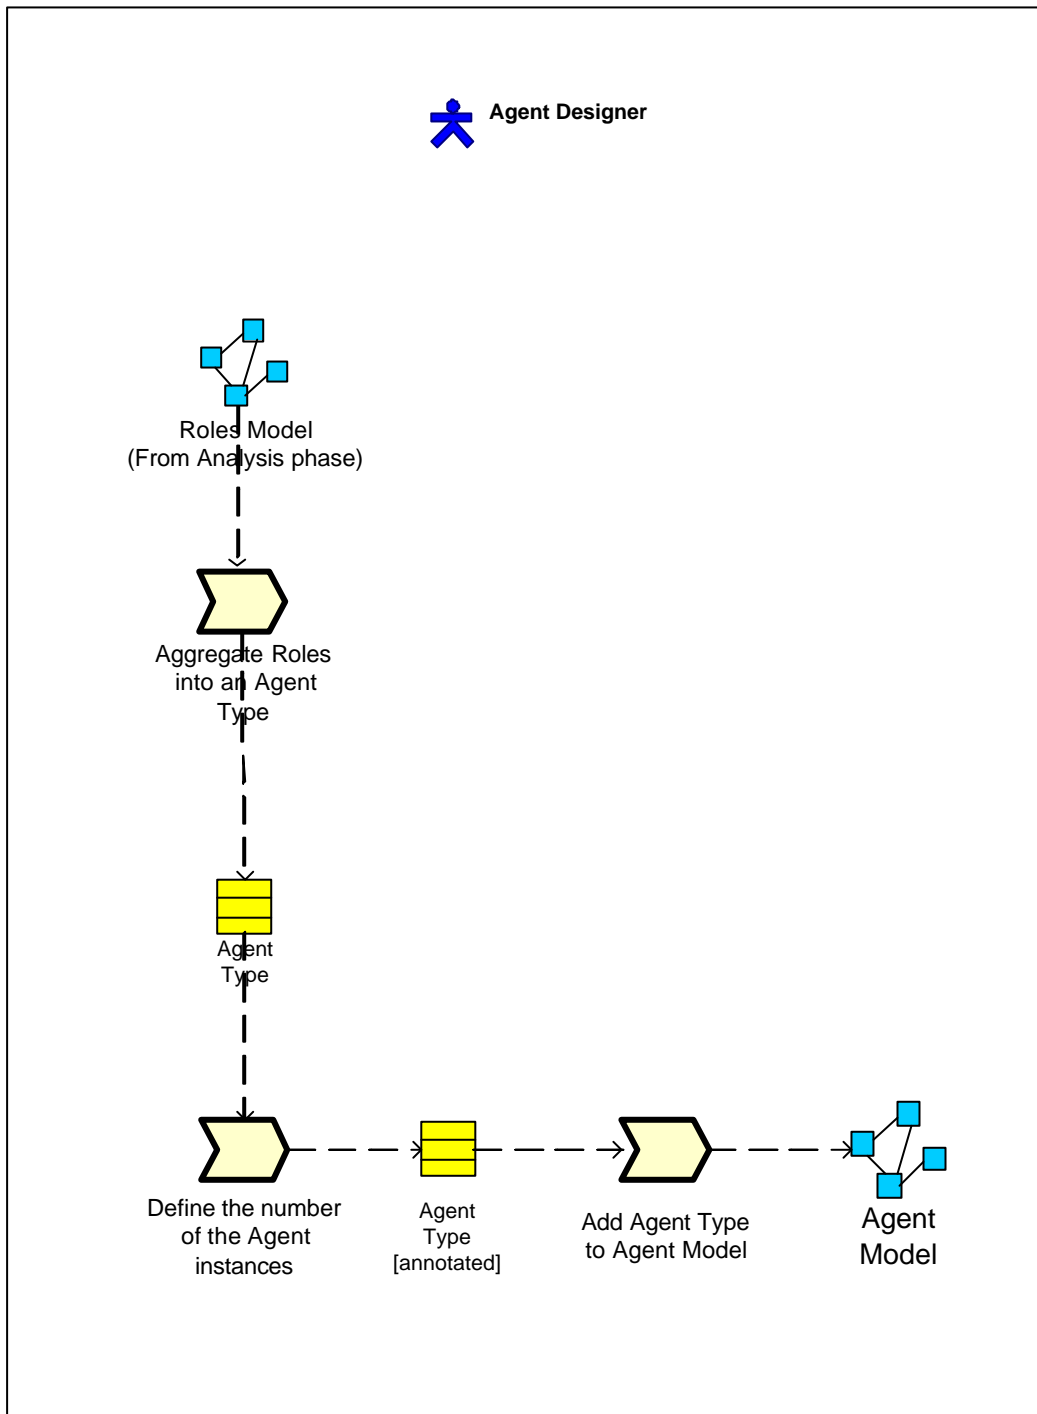 Agent Designer
Roles Model
(From Analysis phase)
Aggregate Roles
into an Agent
Type
Agent
Type
Define the number
of the Agent
instances
Agent
Type
[annotated]
Add Agent Type
to Agent Model
Agent
Model